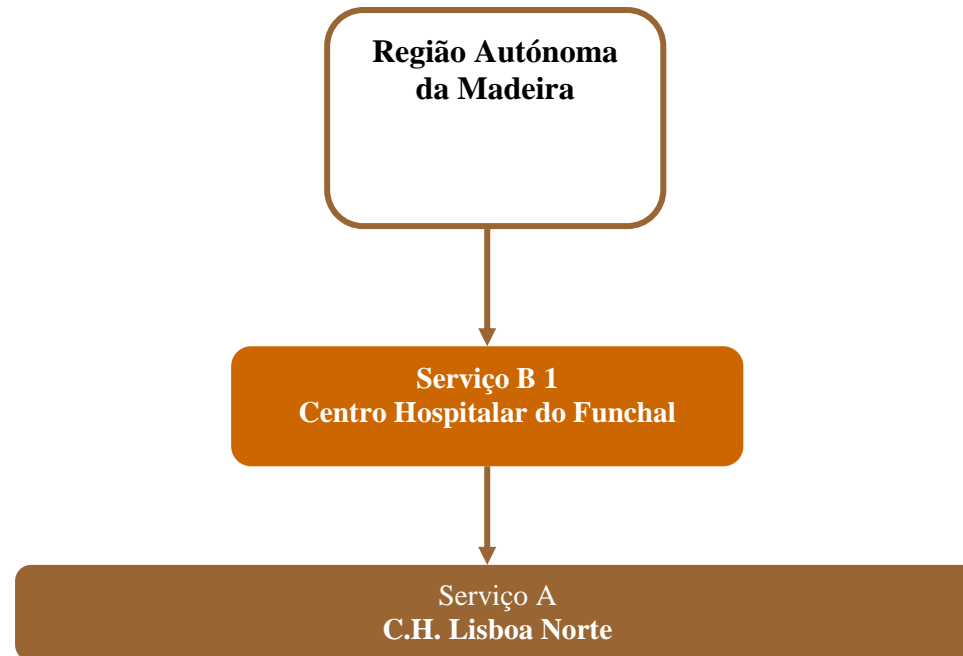 Região Autónoma
da Madeira
Serviço B 1
Centro Hospitalar do Funchal
Serviço A
C.H. Lisboa Norte